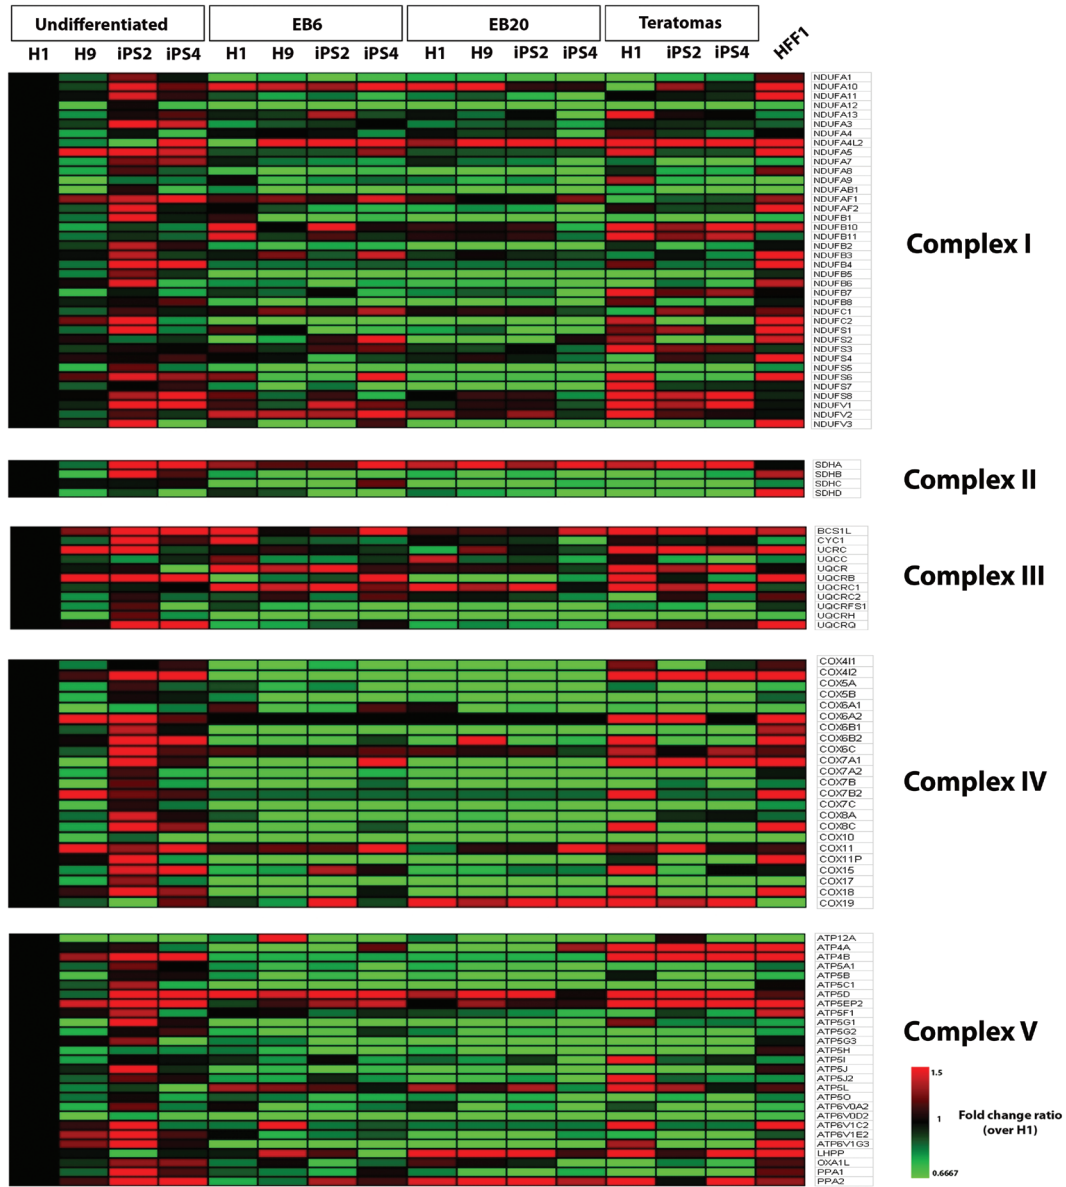 Undifferentiated EB6 EB20 Teratomas HFF1
H1 H9 iPS2 iPS4 H1 H9 iPS2 iPS4 H1 H9 iPS2 iPS4 H1 iPS2 iPS4
NDUFA1
NDUFA10
NDUFA11
NDUFA12
NDUFA13
NDUFA3
NDUFA4
NDUFA4L2
NDUFA5
NDUFA7
NDUFA8
NDUFA9
NDUFAB1
NDUFAF1
NDUFAF2
NDUFB1
NDUFB10
NDUFB11
NDUFB2
NDUFB3
NDUFB4
NDUFB5
NDUFB6
NDUFB7
NDUFB8
NDUFC1
NDUFC2
NDUFS1
NDUFS2
NDUFS3
NDUFS4
NDUFS5
NDUFS6
NDUFS7
NDUFS8
NDUFV1
NDUFV2
NDUFV3
Complex I
SDHA
SDHB
SDHC
SDHD
Complex II
BCS1L
CYC1
UCRC
UQCC
UQCR
UQCRB
UQCRC1
UQCRC2
UQCRFS1
UQCRH
UQCRQ
Complex III
COX4I1
COX4I2
COX5A
COX5B
COX6A1
COX6A2
COX6B1
COX6B2
COX6C
COX7A1
COX7A2
COX7B
COX7B2
COX7C
COX8A
COX8C
COX10
COX11
COX11P
COX15
COX17
COX18
COX19
Complex IV
ATP12A
ATP4A
ATP4B
ATP5A1
ATP5B
ATP5C1
ATP5D
ATP5EP2
ATP5F1
ATP5G1
ATP5G2
ATP5G3
ATP5H
ATP5I
ATP5J
ATP5J2
ATP5L
ATP5O
ATP6V0A2
ATP6V0D2
ATP6V1C2
ATP6V1E2
ATP6V1G3
LHPP
OXA1L
PPA1
PPA2
Complex V
1.5
1
0.6667
Fold change ratio
(over H1)